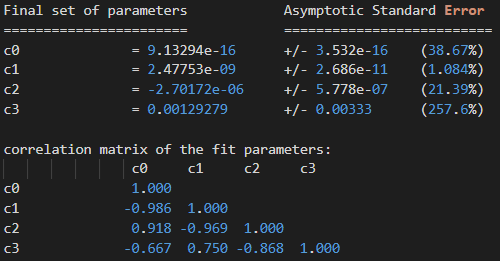 Final set of parameters            Asymptotic Standard Error
=======================            ==========================
c0              = 9.13294e-16      +/- 3.532e-16    (38.67%)
c1              = 2.47753e-09      +/- 2.686e-11    (1.084%)
c2              = -2.70172e-06     +/- 5.778e-07    (21.39%)
c3              = 0.00129279       +/- 0.00333      (257.6%)
correlation matrix of the fit parameters:
                c0     c1     c2     c3
c0              1.000
c1             -0.986  1.000
c2              0.918 -0.969  1.000
c3             -0.667  0.750 -0.868  1.000